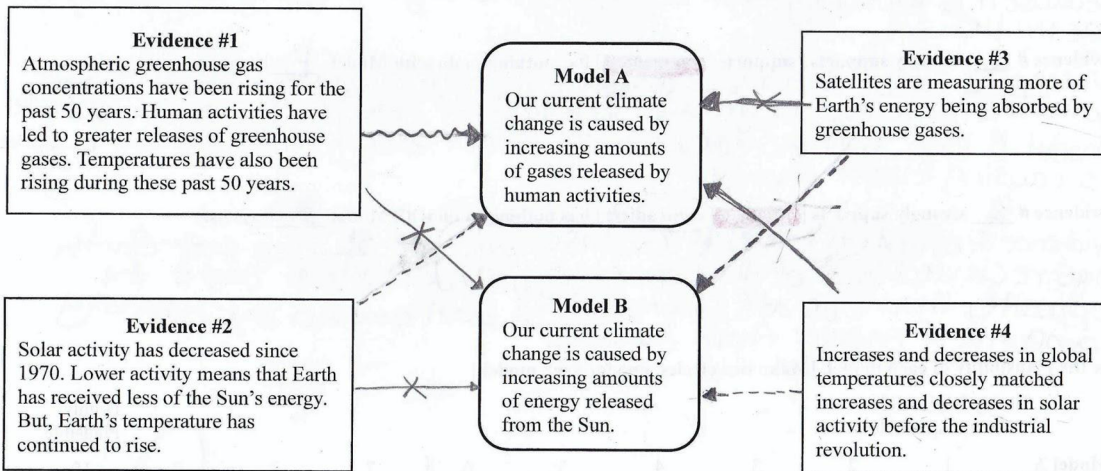 Evidence #1
Atmospheric greenhouse gas
concentrations have been rising for the
past 50 years. Human activities have
led to greater releases of greenhouse
gases. Temperatures have also been
rising during these past 50 years.
Model A
Our current climate
change is caused by
increasing amounts
of gases released by
human activities.
Evidence #3
Satellites are measuring more of
Earth's energy being absorbed by
greenhouse gases.
Evidence #2
Solar activity has decreased since
1970. Lower activity means that Earth
has received less of the Sun's energy.
But, Earth's temperature has
continued to rise.
Model B
Our current climate
change is caused by
increasing amounts
of energy released
from the Sun.
Evidence #4
Increases and decreases in global
temperatures closely matched
increases and decreases in solar
activity before the industrial
revolution.